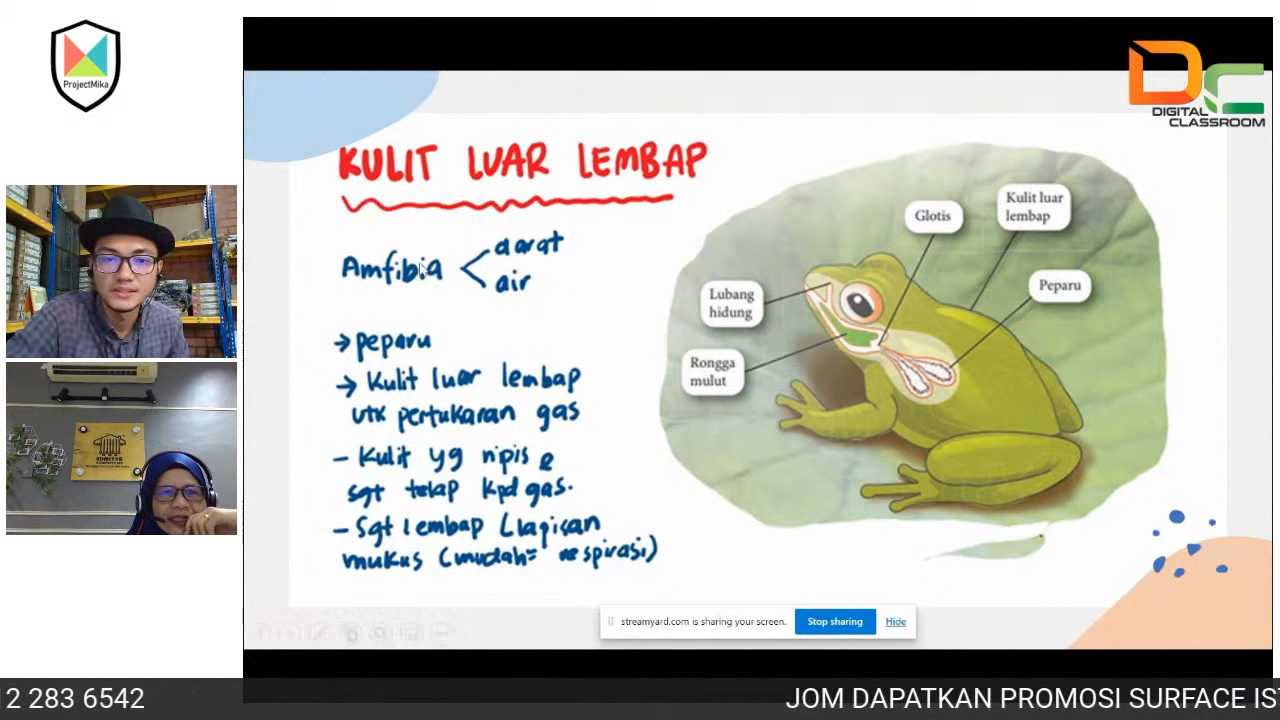 ProjectMika
DIGITAL
CLASSROOM
KULIT LUAR LEMBAP
Amfibia
darat
air
→ peparu
→ Kulit luar lembap
utk pertukaran gas
- Kulit yg nipis &
sgt telap kpd gas.
- Sgt lembap (lapisan
mukus (mudah= respirasi)
Glotis
Kulit luar
lembap
Peparu
Lubang
hidung
Rongga
mulut
streamyard.com is sharing your screen.
Stop sharing
Hide
12 283 6542
JOM DAPATKAN PROMOSI SURFACE IS